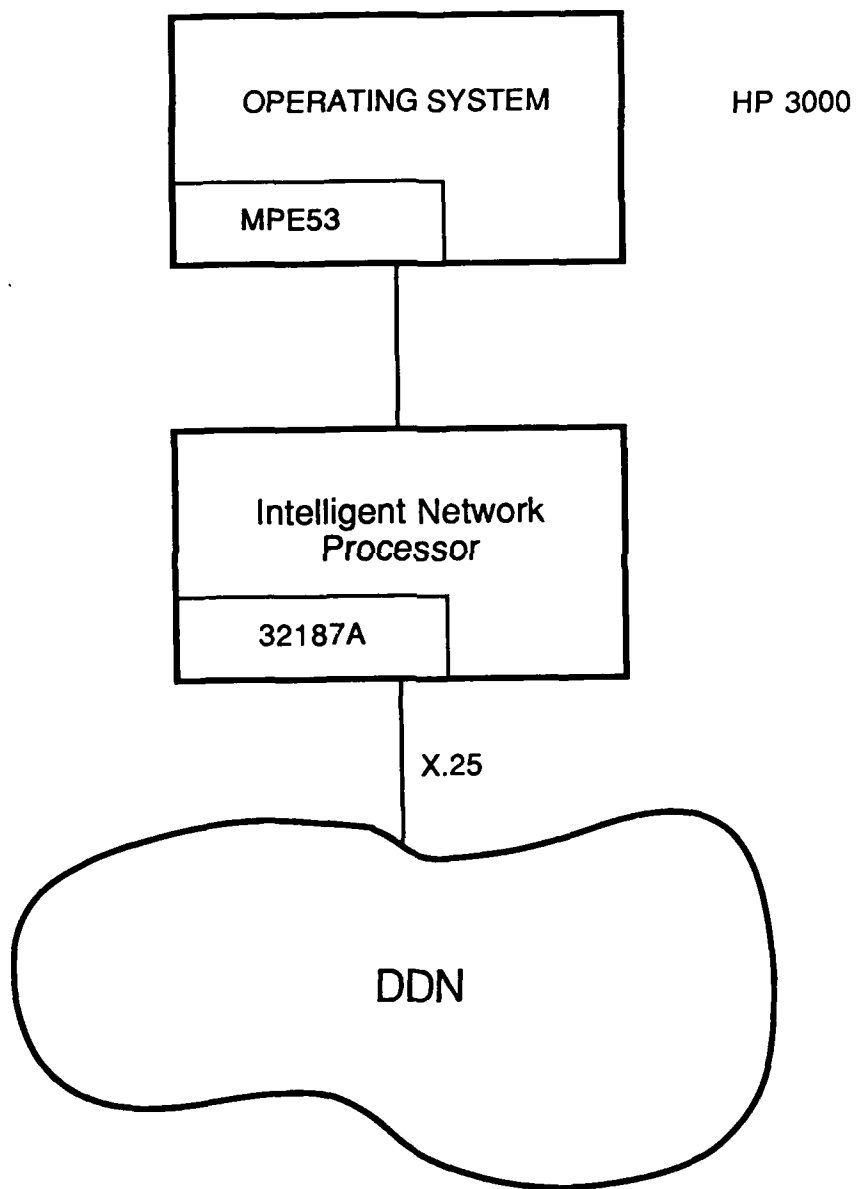 OPERATING SYSTEM
HP 3000
MPE53
Intelligent Network
Processor
32187A
X.25
DDN